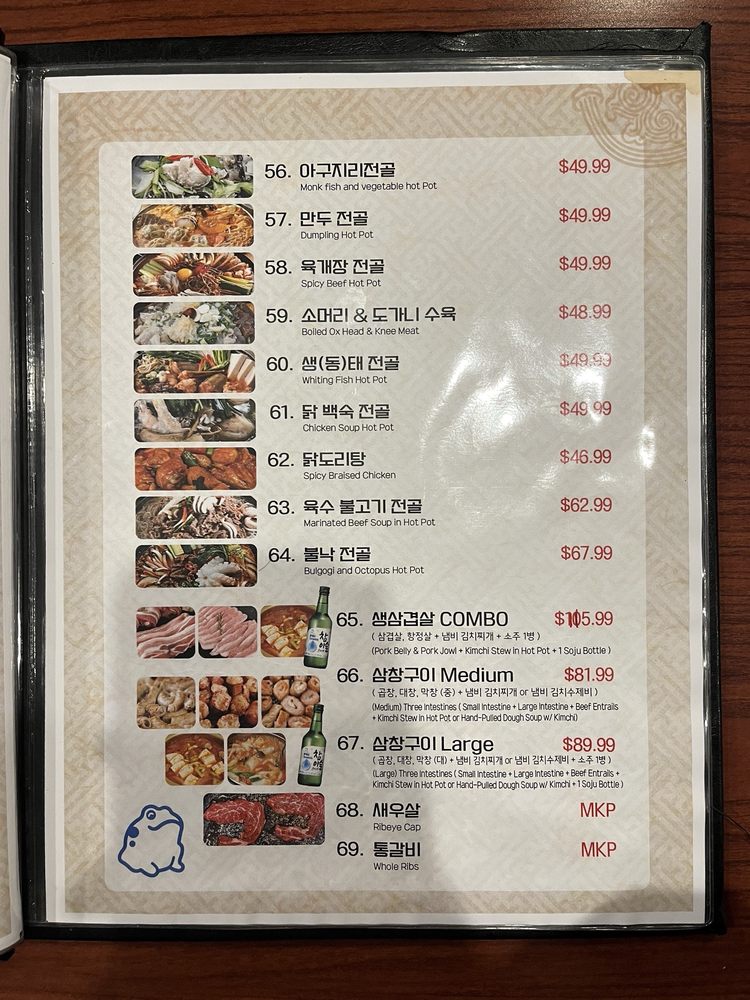 56. 아구지리전골 $49.99
Monk fish and vegetable hot Pot
57. 만두 전골 $49.99
Dumpling Hot Pot
58. 육개장 전골 $49.99
Spicy Beef Hot Pot
59. 소머리 & 도가니 수육 $48.99
Boiled Ox Head & Knee Meat
60. 생(동)태 전골 $49.99
Whiting Fish Hot Pot
61. 닭 백숙 전골 $49.99
Chicken Soup Hot Pot
62. 닭도리탕 $46.99
Spicy Braised Chicken
63. 육수 불고기 전골 $62.99
Marinated Beef Soup in Hot Pot
64. 불낙 전골 $67.99
Bulgogi and Octopus Hot Pot
65. 생삼겹살 COMBO $105.99
( 삼겹살, 항정살 + 냄비 김치찌개 + 소주 1병 )
(Pork Belly & Pork Jowl + Kimchi Stew in Hot Pot + 1 Soju Bottle )
66. 삼창구이 Medium $81.99
( 곱창, 대창, 막창 (중) + 냄비 김치찌개 or 냄비 김치수제비 )
(Medium) Three Intestines ( Small Intestine + Large Intestine + Beef Entrails
+ Kimchi Stew in Hot Pot or Hand-Pulled Dough Soup w/ Kimchi)
67. 삼창구이 Large $89.99
( 곱창, 대창, 막창 (대) + 냄비 김치찌개 or 냄비 김치수제비 + 소주 1병 )
(Large) Three Intestines ( Small Intestine + Large Intestine + Beef Entrails +
Kimchi Stew in Hot Pot or Hand-Pulled Dough Soup w/ Kimchi + 1 Soju Bottle )
68. 새우살 MKP
Ribeye Cap
69. 통갈비 MKP
Whole Ribs